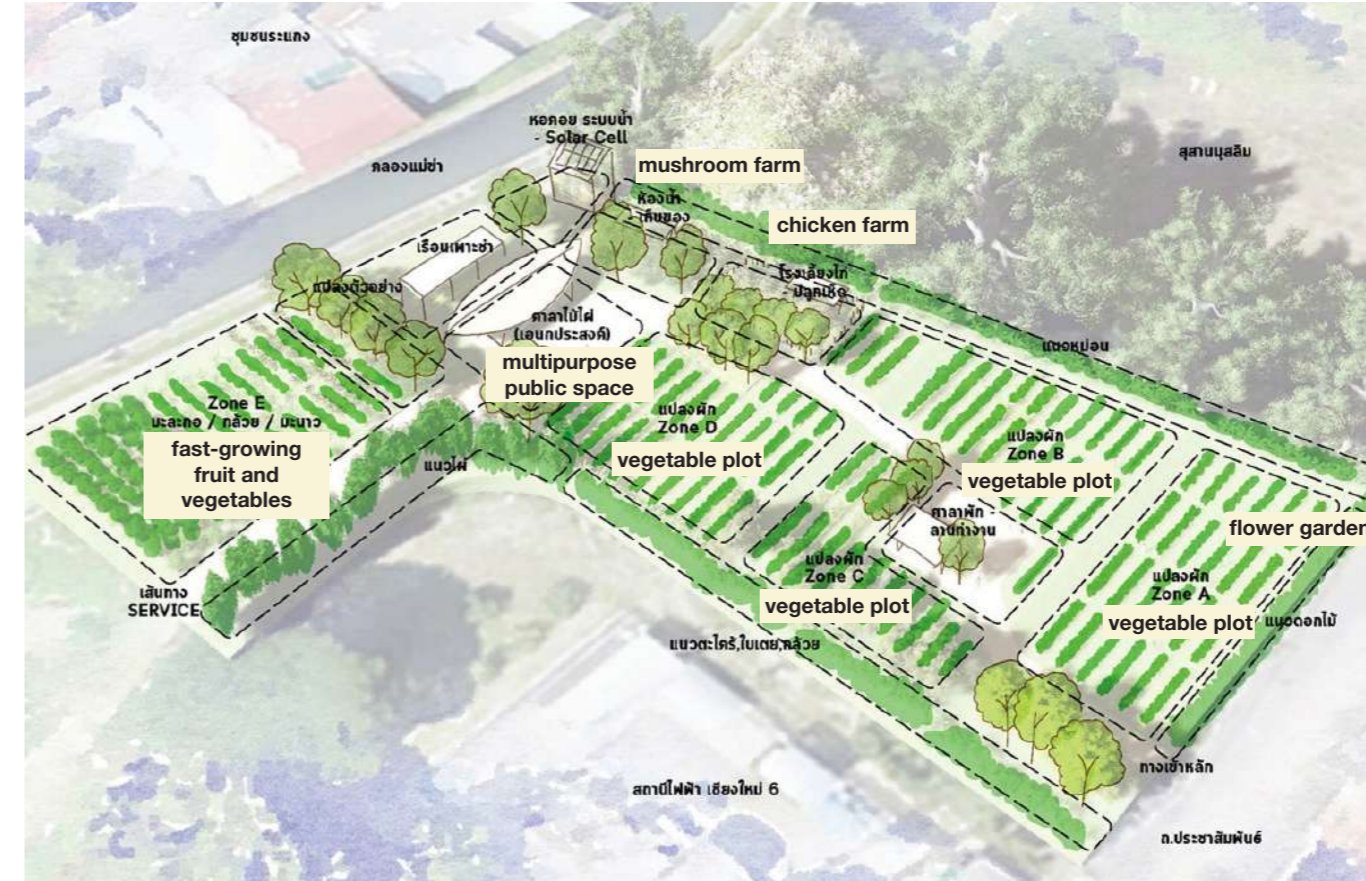 ชุมชนระแกง
หอคอย ระบบน้ำ
- Solar Cell
คลองแม่ข่า
mushroom farm
สุสานมุสลิม
ห้องน้ำ
เก็บของ
chicken farm
เรือนเพาะชำ
โรงเลี้ยงไก่
- ปลูกเห็ด
แปลงตัวอย่าง
ศาลาไม้ไผ่
(เอนกประสงค์)
แนวหม่อน
multipurpose
public space
Zone E
มะละกอ / กล้วย / มะนาว
fast-growing
fruit and
vegetables
แปลงผัก
Zone D
vegetable plot
แปลงผัก
Zone B
vegetable plot
แนวไผ่
ศาลาพัก
ลานทำงาน
flower garden
แปลงผัก
Zone C
vegetable plot
แปลงผัก
Zone A
vegetable plot
แนวดอกไม้
เส้นทาง
SERVICE
แนวตะไคร้,ใบเตย,กล้วย
ทางเข้าหลัก
สถานีไฟฟ้า เชียงใหม่ 6
ถ.ประชาสัมพันธ์